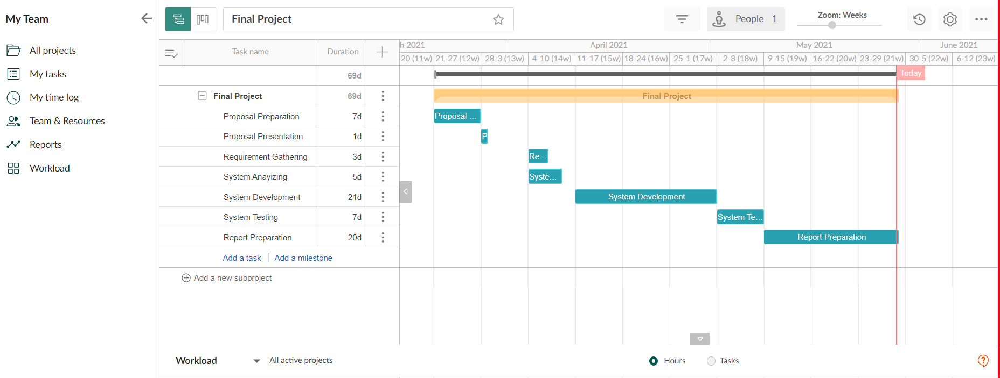 My Team
All projects
My tasks
My time log
Team & Resources
Reports
Workload
Final Project
People 1
Zoom: Weeks
Task name Duration
h 2021 April 2021 May 2021 June 2021
20 (11w) 21-27 (12w) 28-3 (13w) 4-10 (14w) 11-17 (15w) 18-24 (16w) 25-1 (17w) 2-8 (18w) 9-15 (19w) 16-22 (20w) 23-29 (21w) 30-5 (22w) 6-12 (23w)
69d Today
Final Project 69d Final Project
Proposal Preparation 7d Proposal ...
Proposal Presentation 1d P
Requirement Gathering 3d Re...
System Anayizing 5d Syste...
System Development 21d System Development
System Testing 7d System Te...
Report Preparation 20d Report Preparation
Add a task Add a milestone
Add a new subproject
Workload All active projects Hours Tasks